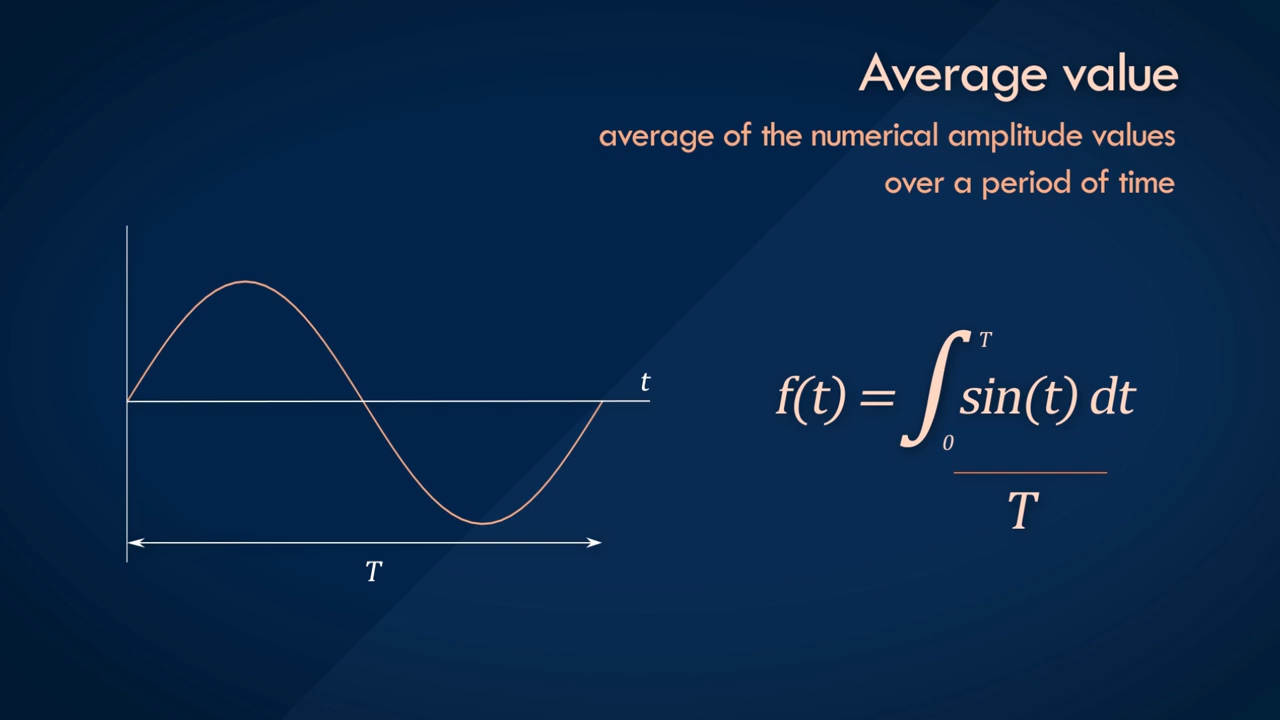 Average value
average of the numerical amplitude values
over a period of time
t
T
f(t) = ∫₀ᵀ sin(t) dt
T